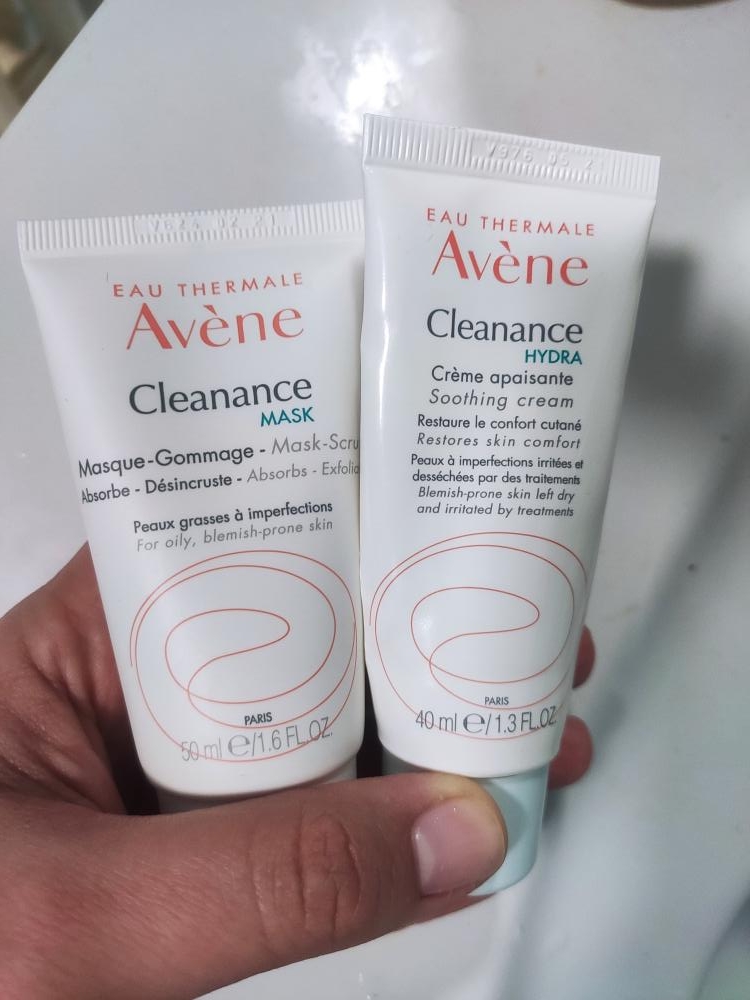 EAU THERMALE
Avène
Cleanance
MASK
Masque-Gommage - Mask-Scru
Absorbe - Désincruste - Absorbs - Exfolia
Peaux grasses à imperfections
For oily, blemish-prone skin
PARIS
50 ml e/1.6 FL.OZ.
EAU THERMALE
Avène
Cleanance
HYDRA
Crème apaisante
Soothing cream
Restaure le confort cutané
Restores skin comfort
Peaux à imperfections irritées et
desséchées par des traitements
Blemish-prone skin left dry
and irritated by treatments
PARIS
40 ml e/1.3 FL.OZ.